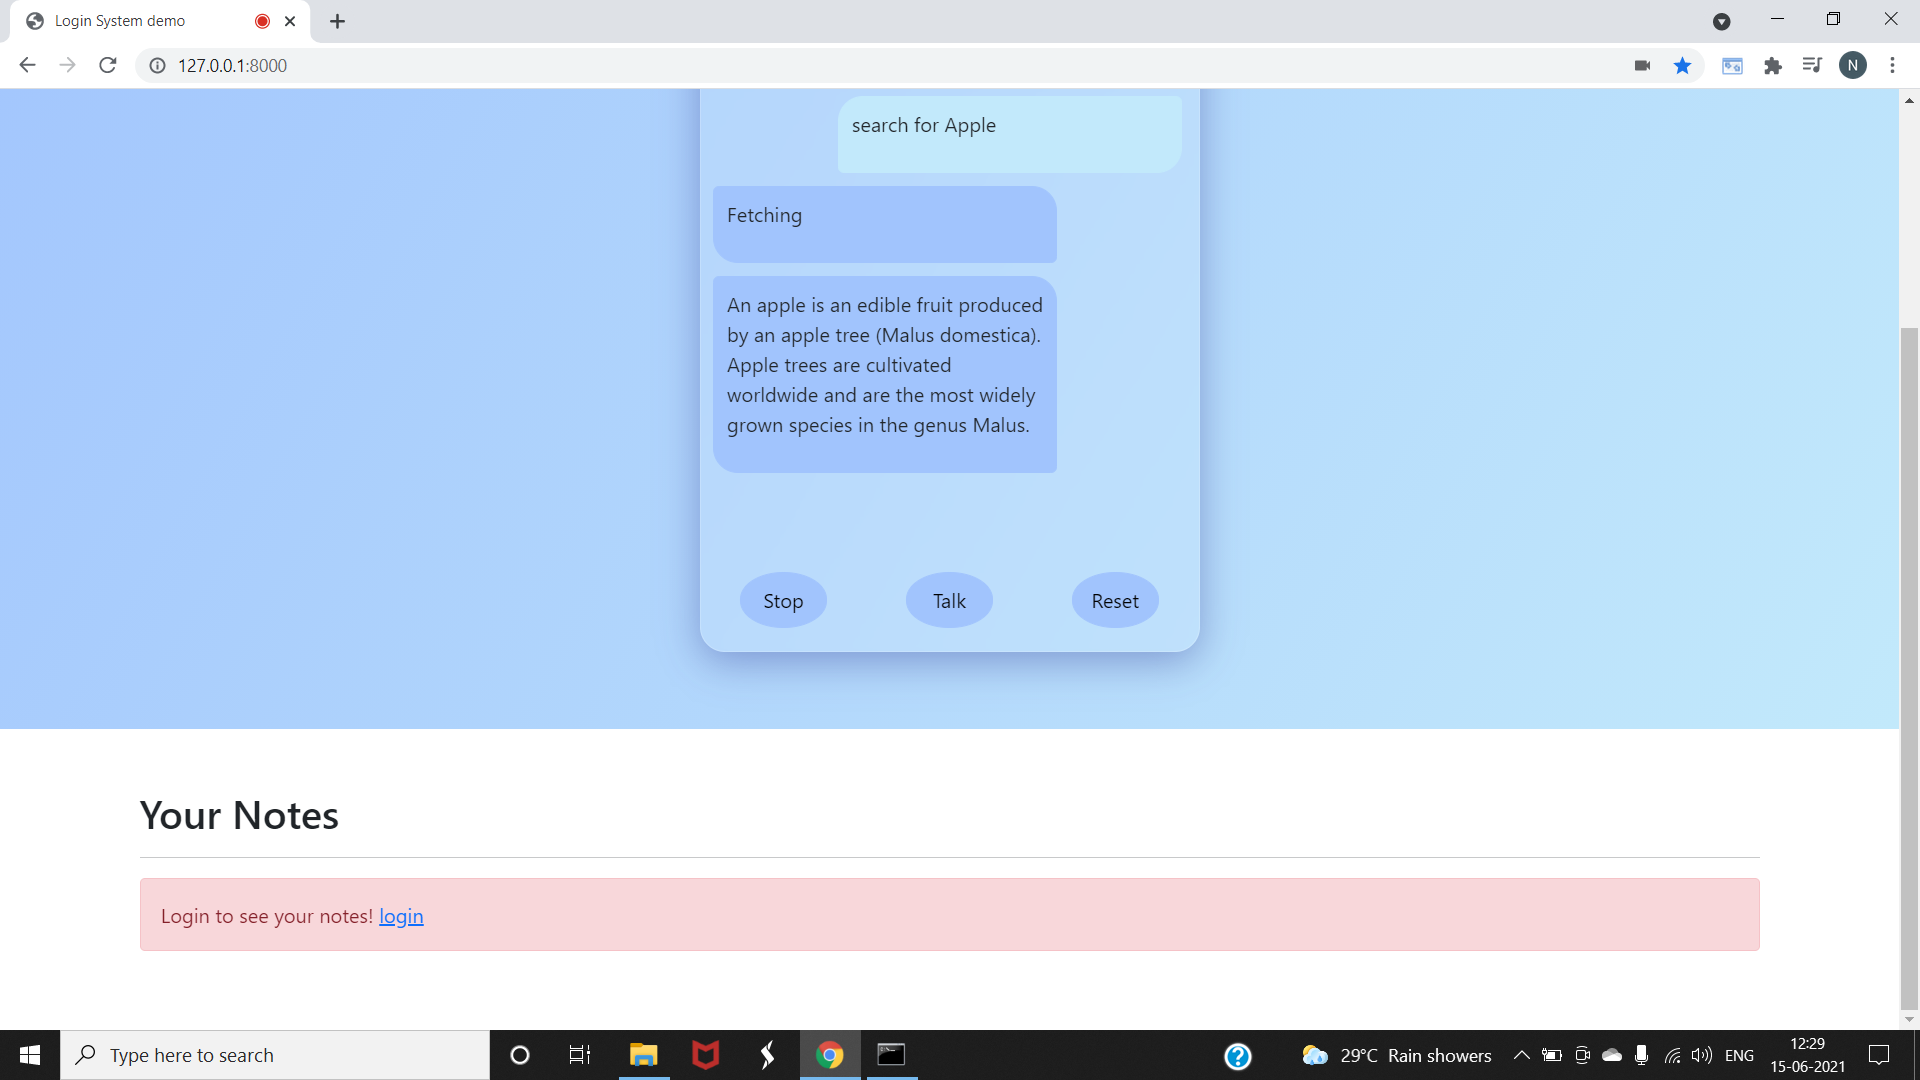 Login System demo
127.0.0.1:8000
N
search for Apple
Fetching
An apple is an edible fruit produced
by an apple tree (Malus domestica).
Apple trees are cultivated
worldwide and are the most widely
grown species in the genus Malus.
Stop
Talk
Reset
Your Notes
Login to see your notes! login
Type here to search
29°C Rain showers
ENG
12:29
15-06-2021